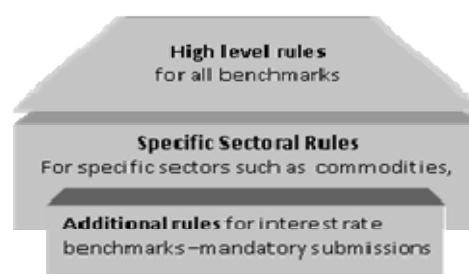 High level rules
for all benchmarks
Specific Sectoral Rules
For specific sectors such as commodities,
Additional rules for interest rate
benchmarks –mandatory submissions